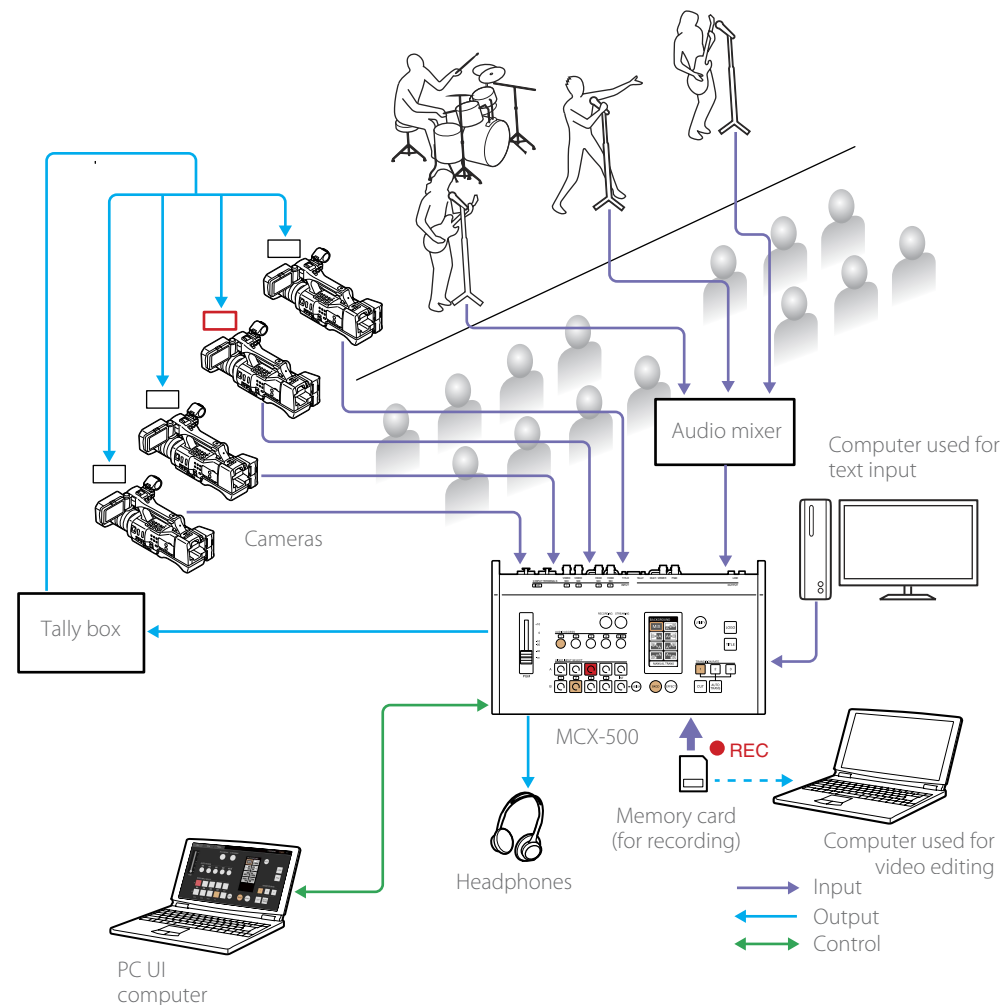 Audio mixer
Computer used for
text input
Cameras
Tally box
MCX-500
REC
Memory card
(for recording)
Computer used for
video editing
Headphones
Input
Output
Control
PC UI
computer